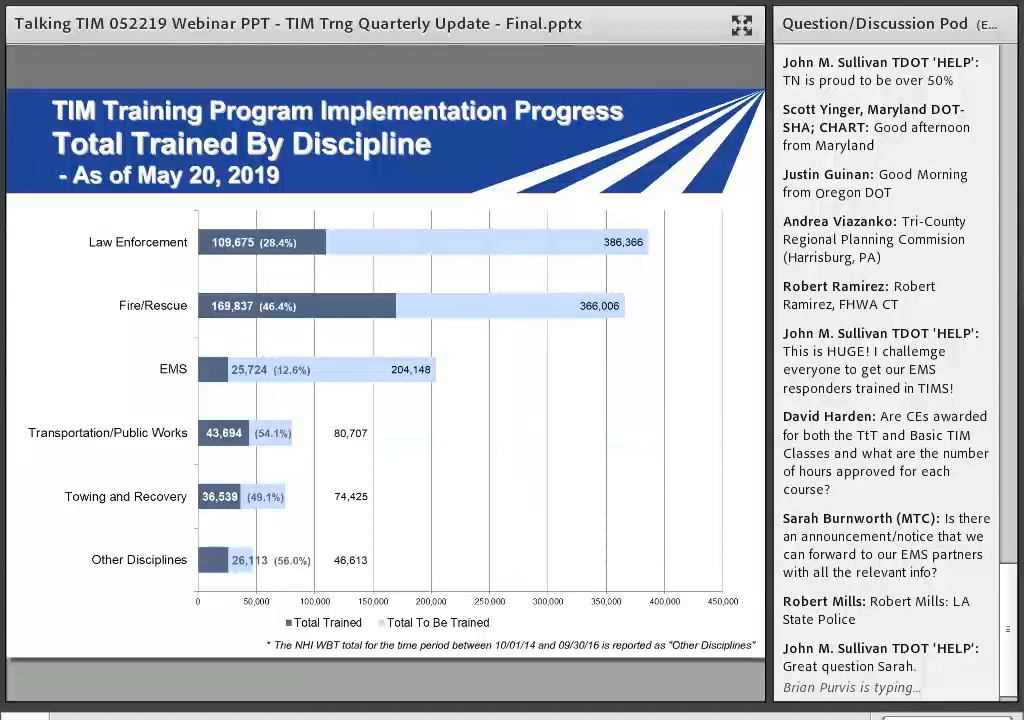 Talking TIM 052219 Webinar PPT - TIM Trng Quarterly Update - Final.pptx
TIM Training Program Implementation Progress
Total Trained By Discipline
- As of May 20, 2019
Law Enforcement 109,675 (28.4%) 386,366
Fire/Rescue 169,837 (46.4%) 366,006
EMS 25,724 (12.6%) 204,148
Transportation/Public Works 43,694 (54.1%) 80,707
Towing and Recovery 36,539 (49.1%) 74,425
Other Disciplines 26,113 (56.0%) 46,613
0 50,000 100,000 150,000 200,000 250,000 300,000 350,000 400,000 450,000
Total Trained Total To Be Trained
* The NHI WBT total for the time period between 10/01/14 and 09/30/16 is reported as "Other Disciplines"
Question/Discussion Pod (E...
John M. Sullivan TDOT 'HELP':
TN is proud to be over 50%
Scott Yinger, Maryland DOT-
SHA; CHART: Good afternoon
from Maryland
Justin Guinan: Good Morning
from Oregon DOT
Andrea Viazanko: Tri-County
Regional Planning Commision
(Harrisburg, PA)
Robert Ramirez: Robert
Ramirez, FHWA CT
John M. Sullivan TDOT 'HELP':
This is HUGE! I challemge
everyone to get our EMS
responders trained in TIMS!
David Harden: Are CEs awarded
for both the TtT and Basic TIM
Classes and what are the number
of hours approved for each
course?
Sarah Burnworth (MTC): Is there
an announcement/notice that we
can forward to our EMS partners
with all the relevant info?
Robert Mills: Robert Mills: LA
State Police
John M. Sullivan TDOT 'HELP':
Great question Sarah.
Brian Purvis is typing...